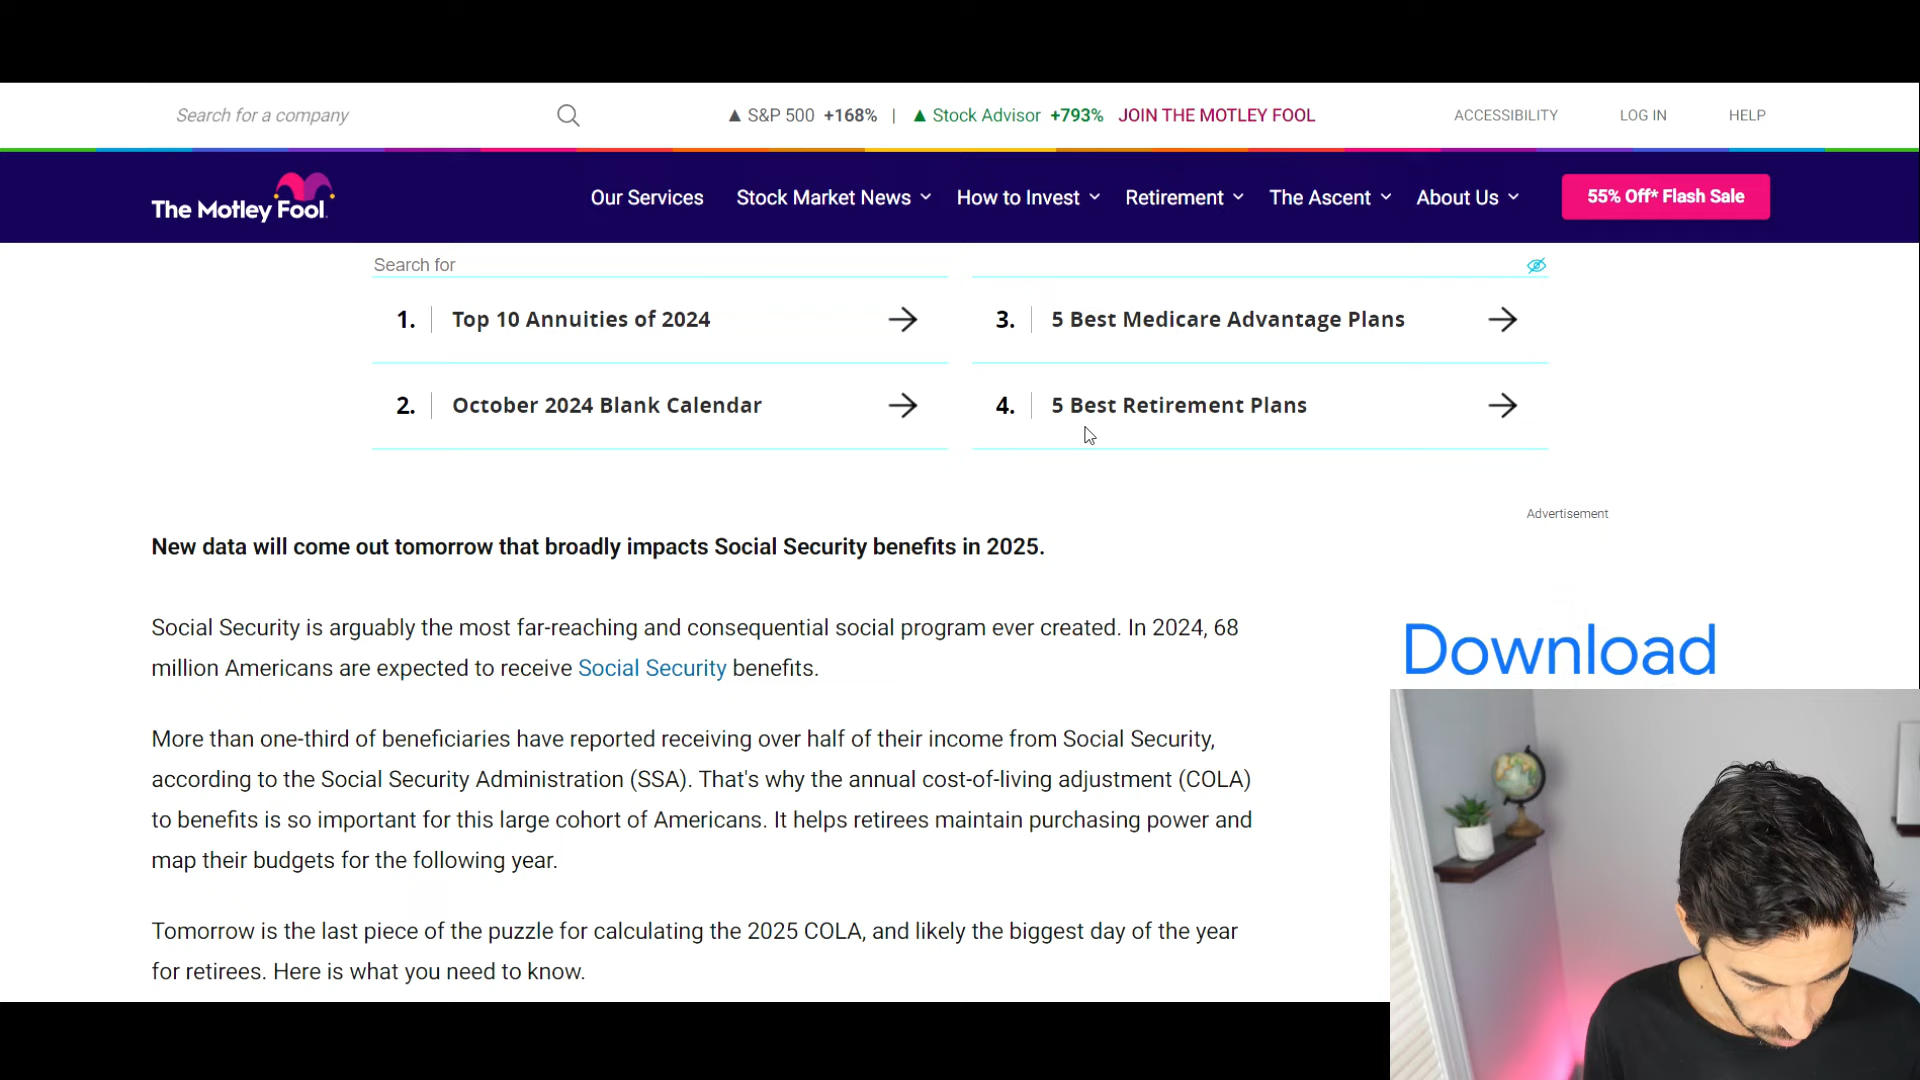 Search for a company
▲ S&P 500 +168% | ▲ Stock Advisor +793% JOIN THE MOTLEY FOOL
ACCESSIBILITY LOG IN HELP
The Motley Fool.
Our Services Stock Market News How to Invest Retirement The Ascent About Us 55% Off* Flash Sale
Search for
1. Top 10 Annuities of 2024
2. October 2024 Blank Calendar
3. 5 Best Medicare Advantage Plans
4. 5 Best Retirement Plans
New data will come out tomorrow that broadly impacts Social Security benefits in 2025.
Social Security is arguably the most far-reaching and consequential social program ever created. In 2024, 68
million Americans are expected to receive Social Security benefits.
More than one-third of beneficiaries have reported receiving over half of their income from Social Security,
according to the Social Security Administration (SSA). That's why the annual cost-of-living adjustment (COLA)
to benefits is so important for this large cohort of Americans. It helps retirees maintain purchasing power and
map their budgets for the following year.
Tomorrow is the last piece of the puzzle for calculating the 2025 COLA, and likely the biggest day of the year
for retirees. Here is what you need to know.
Advertisement
Download